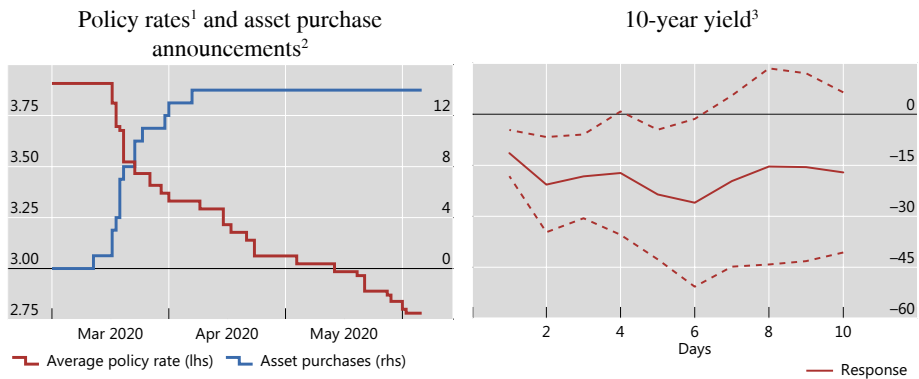 Policy rates¹ and asset purchase
announcements²
3.75
3.50
3.25
3.00
2.75
12
8
4
0
Mar 2020
Apr 2020
May 2020
Average policy rate (lhs)
Asset purchases (rhs)
10-year yield³
0
−15
−30
−45
−60
2
4
6
8
10
Days
Response